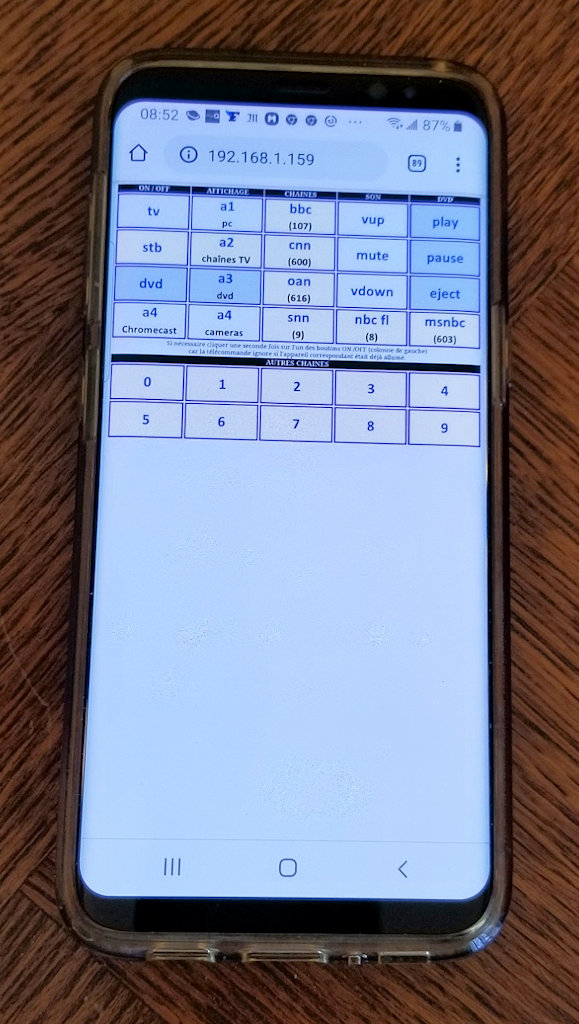 08:52 87%
192.168.1.159 89
ON / OFF AFFICHAGE CHAINES SON DVD
tv a1 bbc vup play
pc (107)
stb a2 cnn mute pause
chaînes TV (600)
dvd a3 oan vdown eject
dvd (616)
a4 a4 snn nbc fl msnbc
Chromecast cameras (9) (8) (603)
Si nécessaire cliquer une seconde fois sur l'un des boutons ON /OFF (colonne de gauche)
car la télécommande ignore si l'appareil correspondant était déjà allumé.
AUTRES CHAINES
0 1 2 3 4
5 6 7 8 9